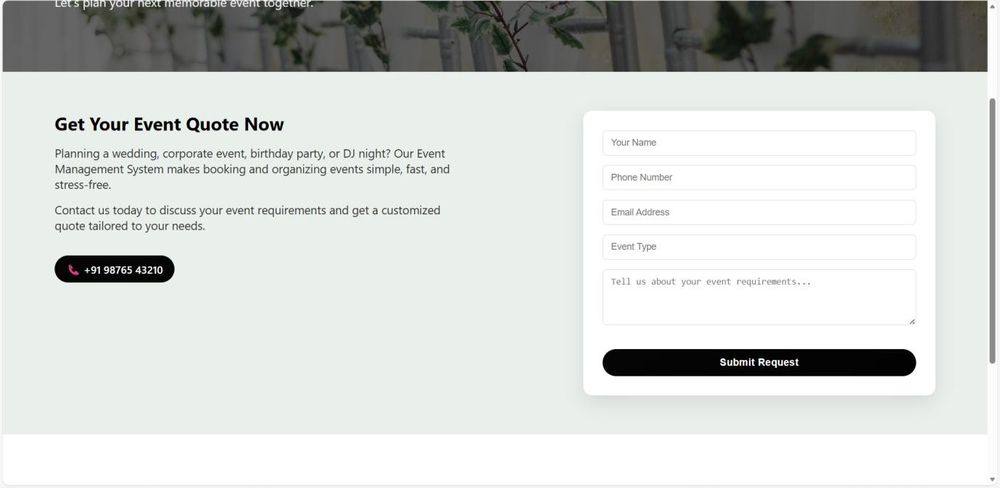 Let's plan your next memorable event together.
Get Your Event Quote Now
Planning a wedding, corporate event, birthday party, or DJ night? Our Event
Management System makes booking and organizing events simple, fast, and
stress-free.
Contact us today to discuss your event requirements and get a customized
quote tailored to your needs.
+91 98765 43210
Your Name
Phone Number
Email Address
Event Type
Tell us about your event requirements...
Submit Request